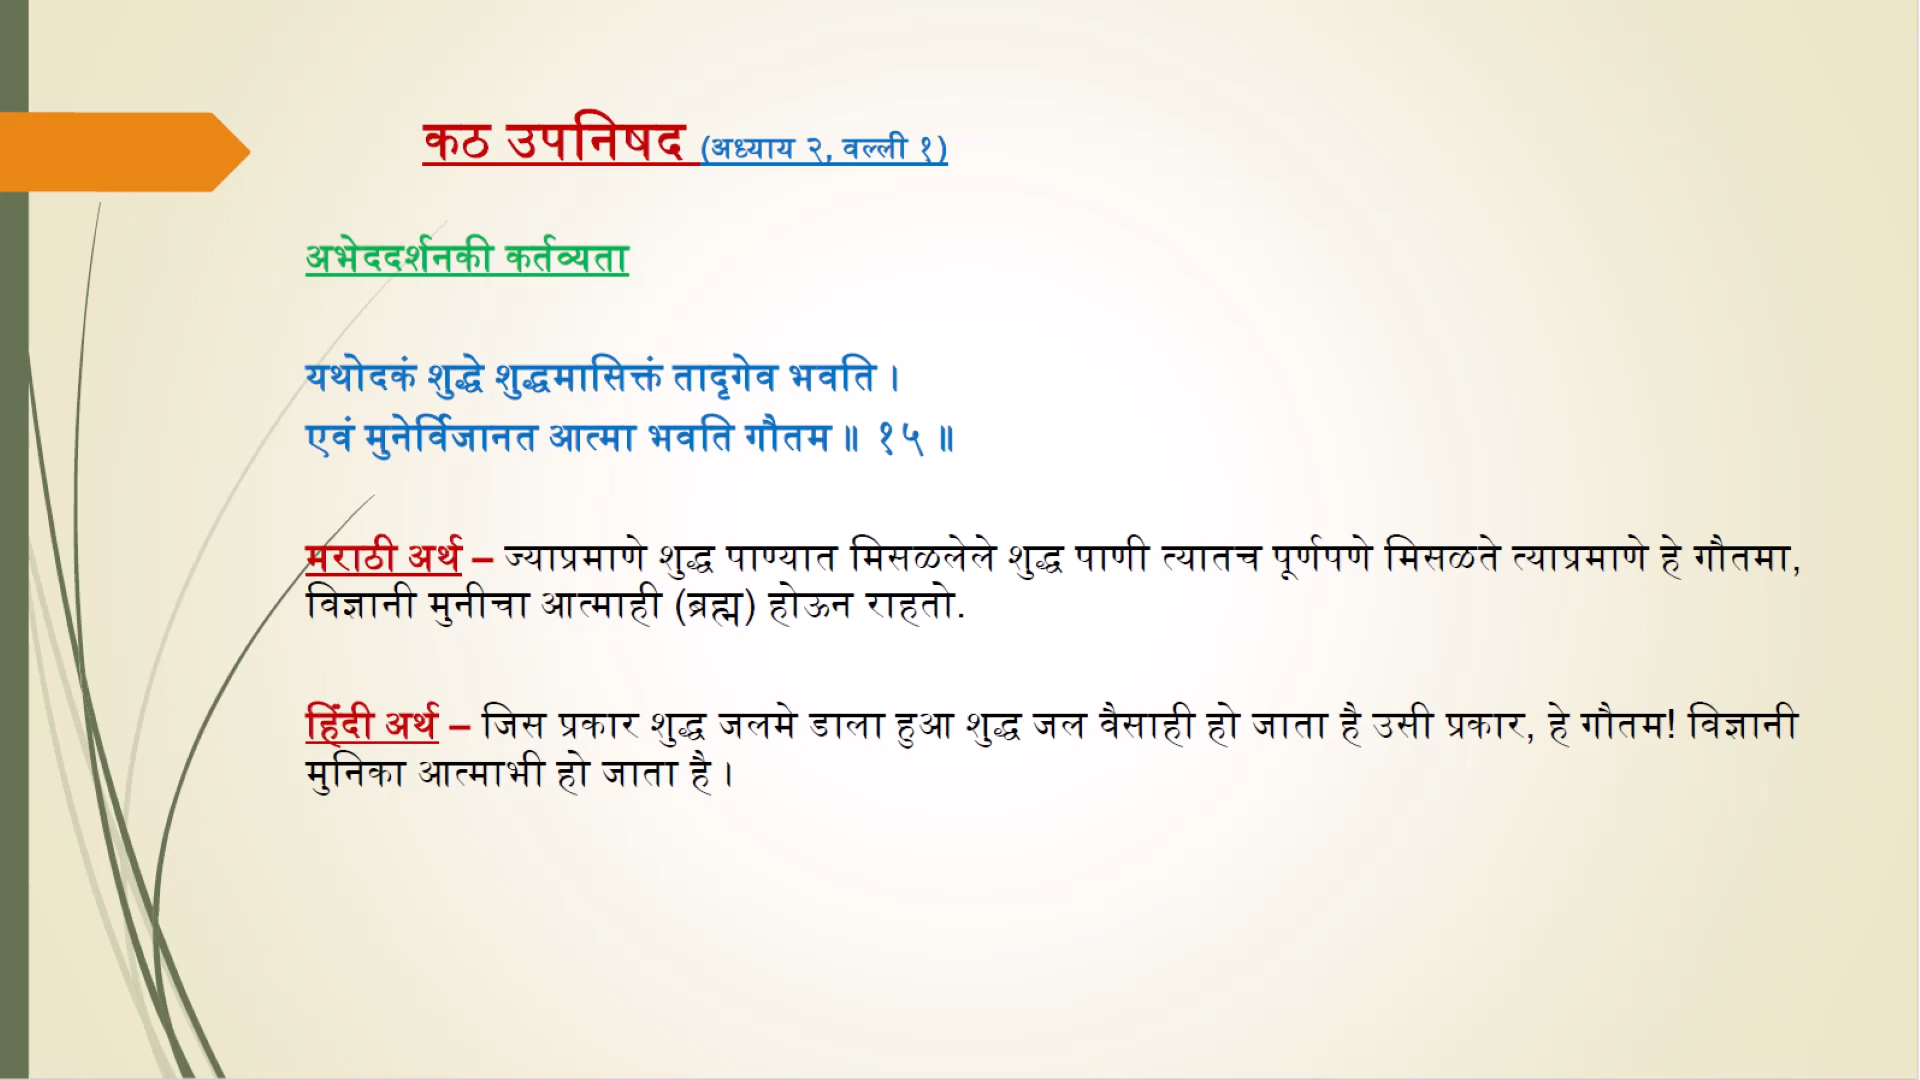 कठ उपनिषद (अध्याय २, वल्ली १)
अभेददर्शनकी कर्तव्यता
यथोदकं शुद्धे शुद्धमासिक्तं तादृगेव भवति ।
एवं मुनेर्विजानत आत्मा भवति गौतम ॥ १५ ॥
मराठी अर्थ – ज्याप्रमाणे शुद्ध पाण्यात मिसळलेले शुद्ध पाणी त्यातच पूर्णपणे मिसळते त्याप्रमाणे हे गौतमा,
विज्ञानी मुनीचा आत्माही (ब्रह्म) होऊन राहतो.
हिंदी अर्थ – जिस प्रकार शुद्ध जलमे डाला हुआ शुद्ध जल वैसाही हो जाता है उसी प्रकार, हे गौतम! विज्ञानी
मुनिका आत्माभी हो जाता है ।